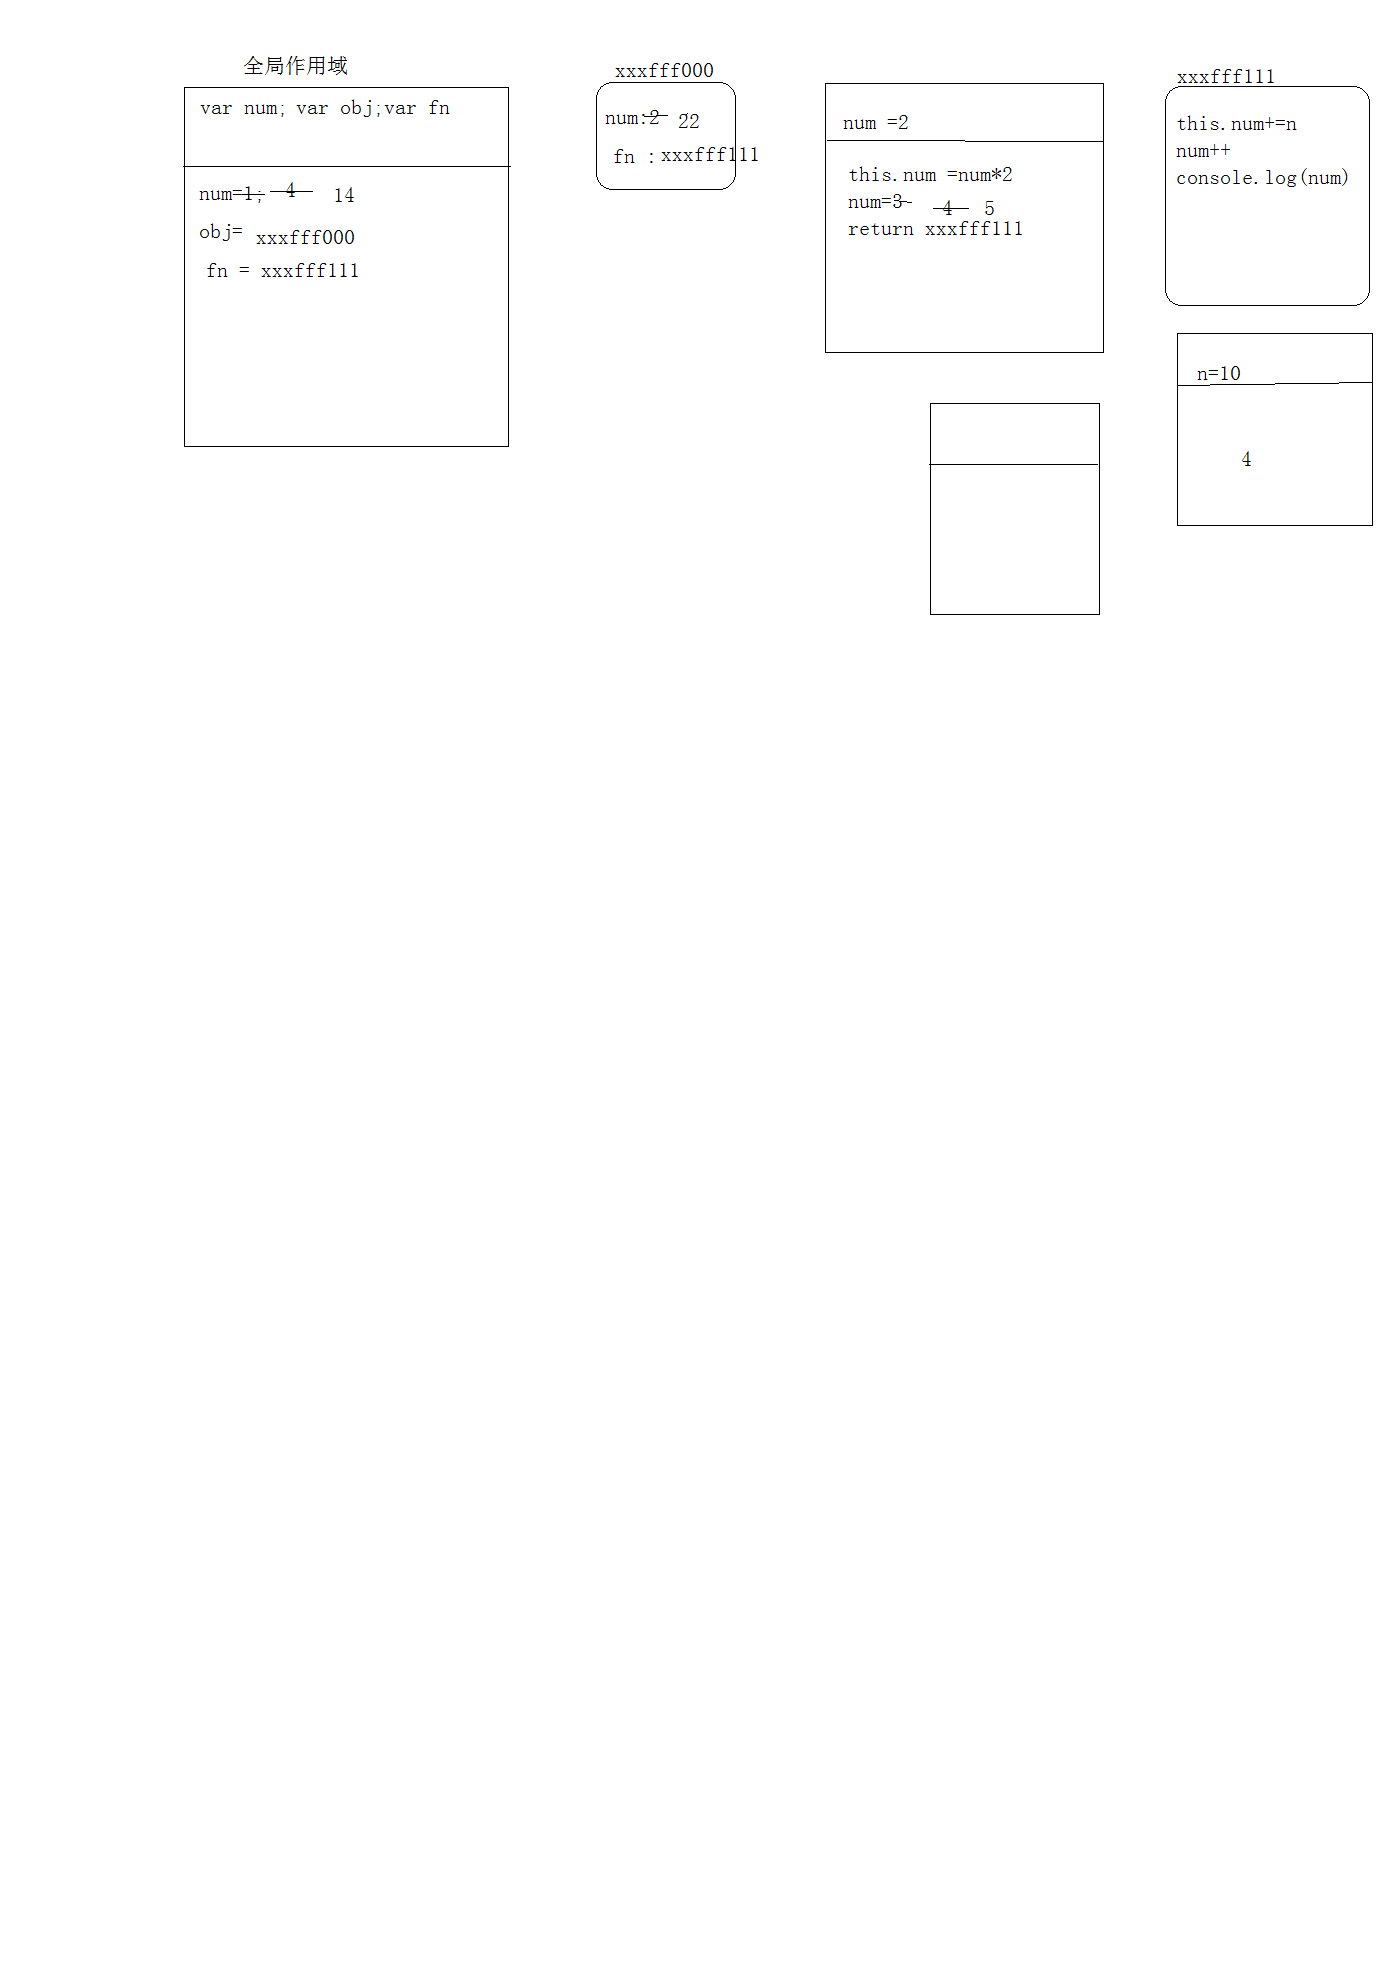 全局作用域
var num; var obj;var fn
num=1; 4 14
obj= xxxfff000
fn = xxxfff111
xxxfff000
num:2 22
fn : xxxfff111
num =2
this.num =num*2
num=3 4 5
return xxxfff111
xxxfff111
this.num+=n
num++
console.log(num)
n=10
4